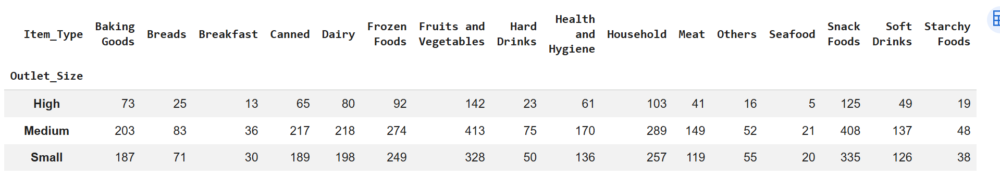 Item_Type Baking Goods Breads Breakfast Canned Dairy Frozen Foods Fruits and Vegetables Hard Drinks Health and Hygiene Household Meat Others Seafood Snack Foods Soft Drinks Starchy Foods
Outlet_Size
High 73 25 13 65 80 92 142 23 61 103 41 16 5 125 49 19
Medium 203 83 36 217 218 274 413 75 170 289 149 52 21 408 137 48
Small 187 71 30 189 198 249 328 50 136 257 119 55 20 335 126 38